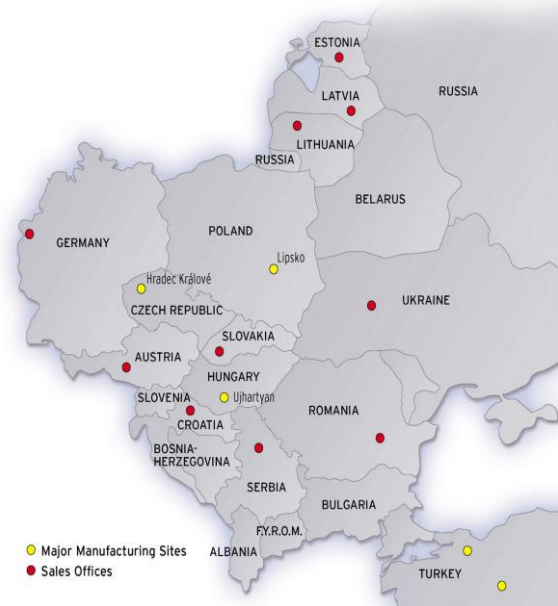 ESTONIA
RUSSIA
LATVIA
LITHUANIA
RUSSIA
BELARUS
POLAND
GERMANY
Lipsko
Hradec Králové
UKRAINE
CZECH REPUBLIC
SLOVAKIA
AUSTRIA
HUNGARY
SLOVENIA
Ujhartyan
ROMANIA
CROATIA
BOSNIA-
HERZEGOVINA
SERBIA
BULGARIA
F.Y.R.O.M.
ALBANIA
Major Manufacturing Sites
Sales Offices
TURKEY